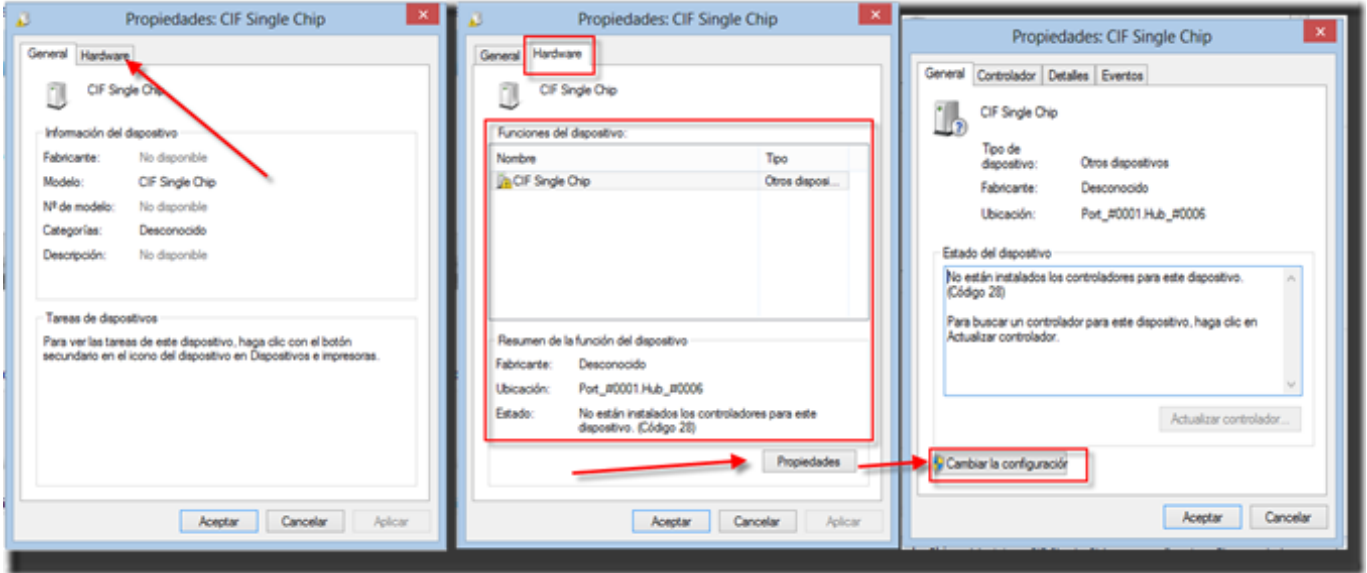 Propiedades: CIF Single Chip
General Hardware
CIF Single Chip
Información del dispositivo
Fabricante: No disponible
Modelo: CIF Single Chip
Nº de modelo: No disponible
Categorías: Desconocido
Descripción: No disponible
Tareas de dispositivos
Para ver las tareas de este dispositivo, haga clic con el botón
secundario en el icono del dispositivo en Dispositivos e impresoras.
Aceptar Cancelar Aplicar
Propiedades: CIF Single Chip
General Hardware
CIF Single Chip
Funciones del dispositivo:
Nombre Tipo
CIF Single Chip Otros disposi...
Resumen de la función del dispositivo
Fabricante: Desconocido
Ubicación: Port_#0001.Hub_#0006
Estado: No están instalados los controladores para este
dispositivo. (Código 28)
Propiedades
Aceptar Cancelar Aplicar
Propiedades: CIF Single Chip
General Controlador Detalles Eventos
CIF Single Chip
Tipo de
dispositivo: Otros dispositivos
Fabricante: Desconocido
Ubicación: Port_#0001.Hub_#0006
Estado del dispositivo
No están instalados los controladores para este dispositivo.
(Código 28)
Para buscar un controlador para este dispositivo, haga clic en
Actualizar controlador.
Actualizar controlador...
Cambiar la configuración
Aceptar Cancelar